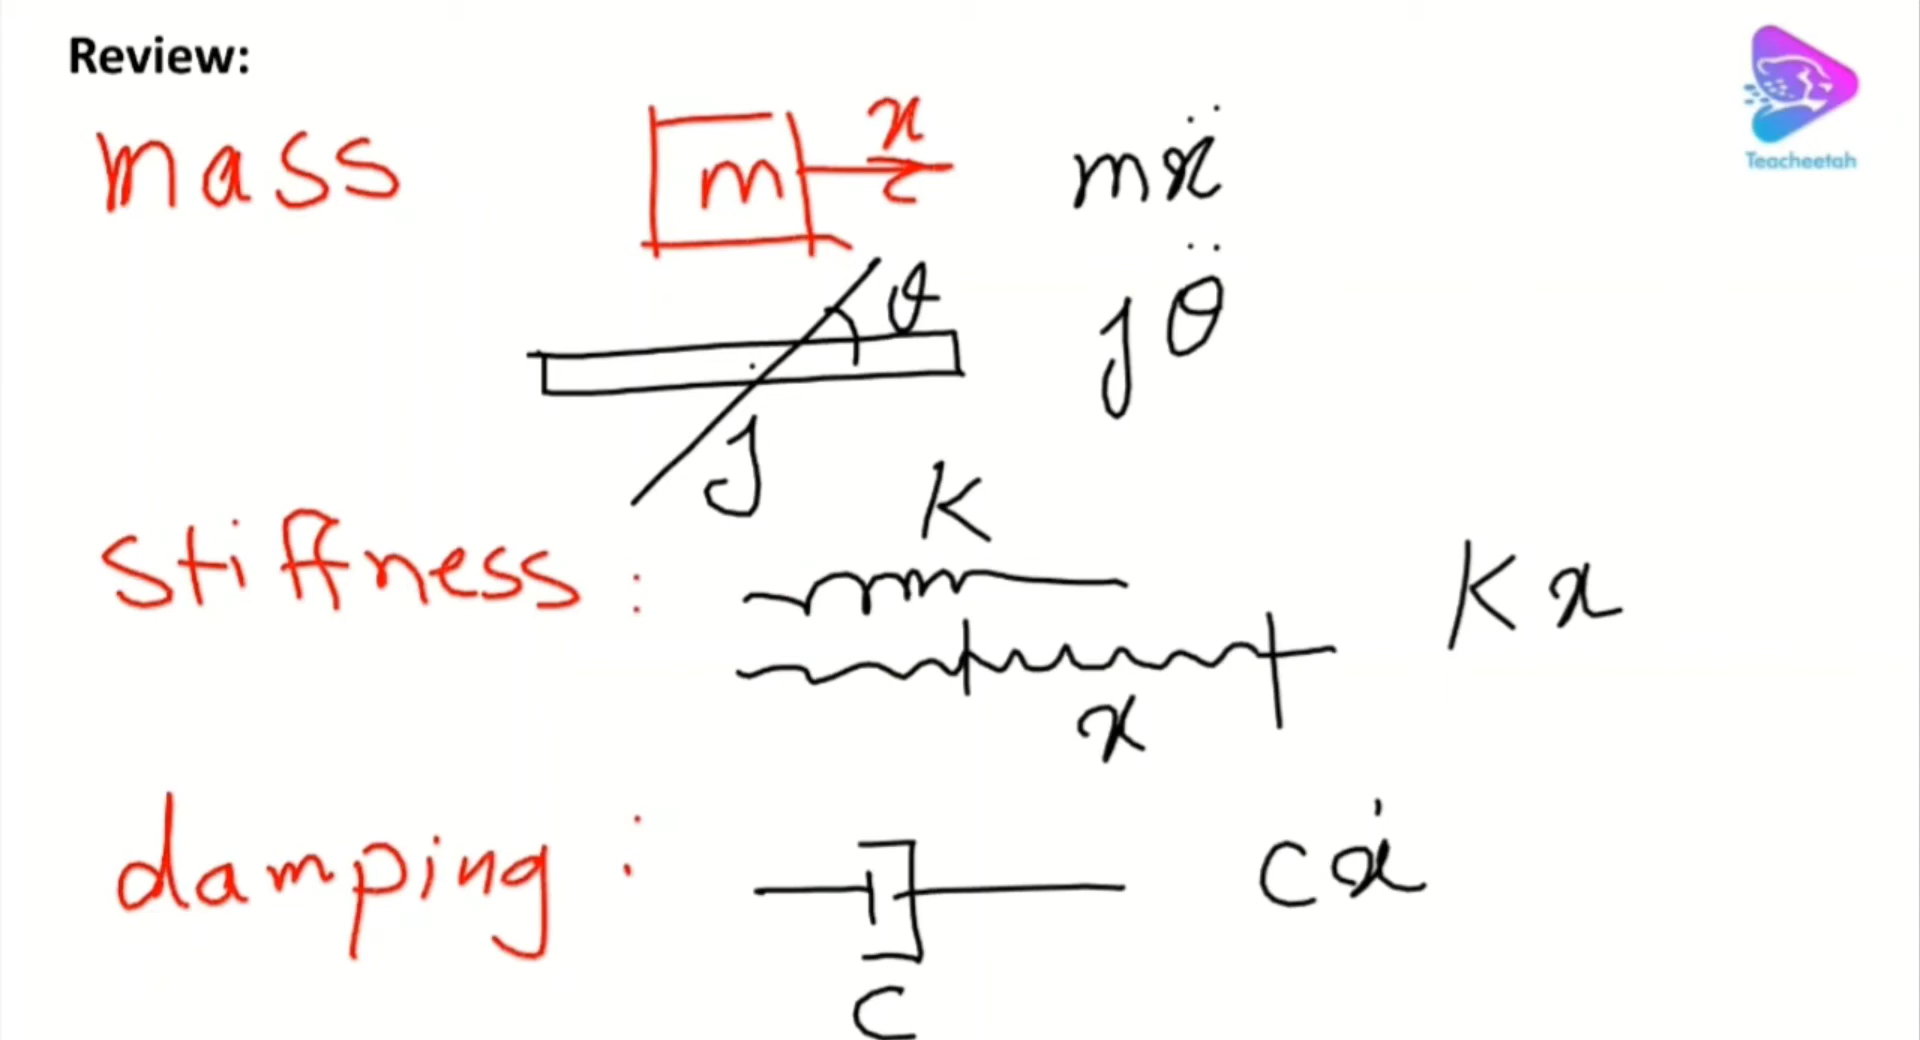 Review:
Teacheetah
mass
m
x
mẍ
θ
J
Jθ̈
K
stiffness:
Kx
x
damping:
cẋ
C